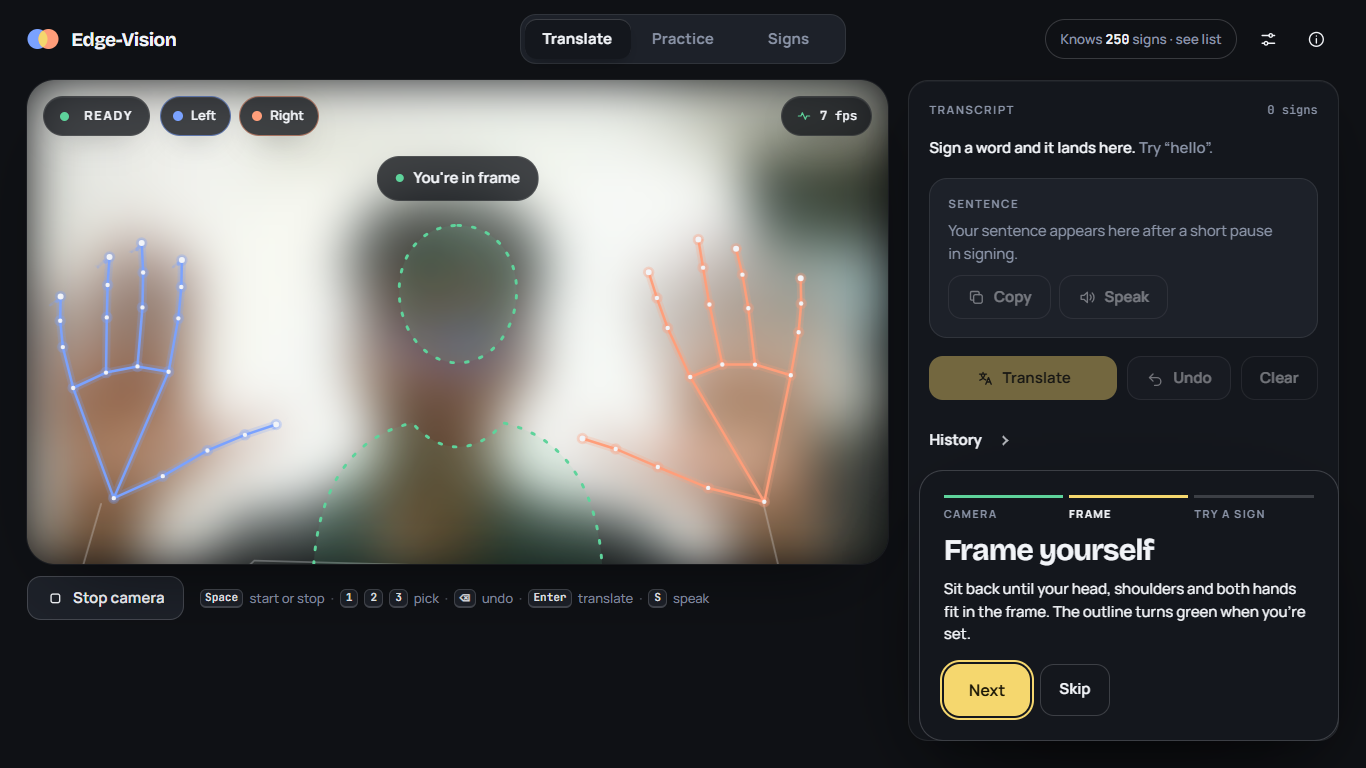 Edge-Vision
Translate Practice Signs
Knows 250 signs · see list
READY Left Right 7 fps
You're in frame
Stop camera Space start or stop · 1 2 3 pick · ⌫ undo · Enter translate · S speak
TRANSCRIPT 0 signs
Sign a word and it lands here. Try “hello”.
SENTENCE
Your sentence appears here after a short pause
in signing.
Copy Speak
Translate Undo Clear
History
CAMERA FRAME TRY A SIGN
Frame yourself
Sit back until your head, shoulders and both hands
fit in the frame. The outline turns green when you’re
set.
Next Skip